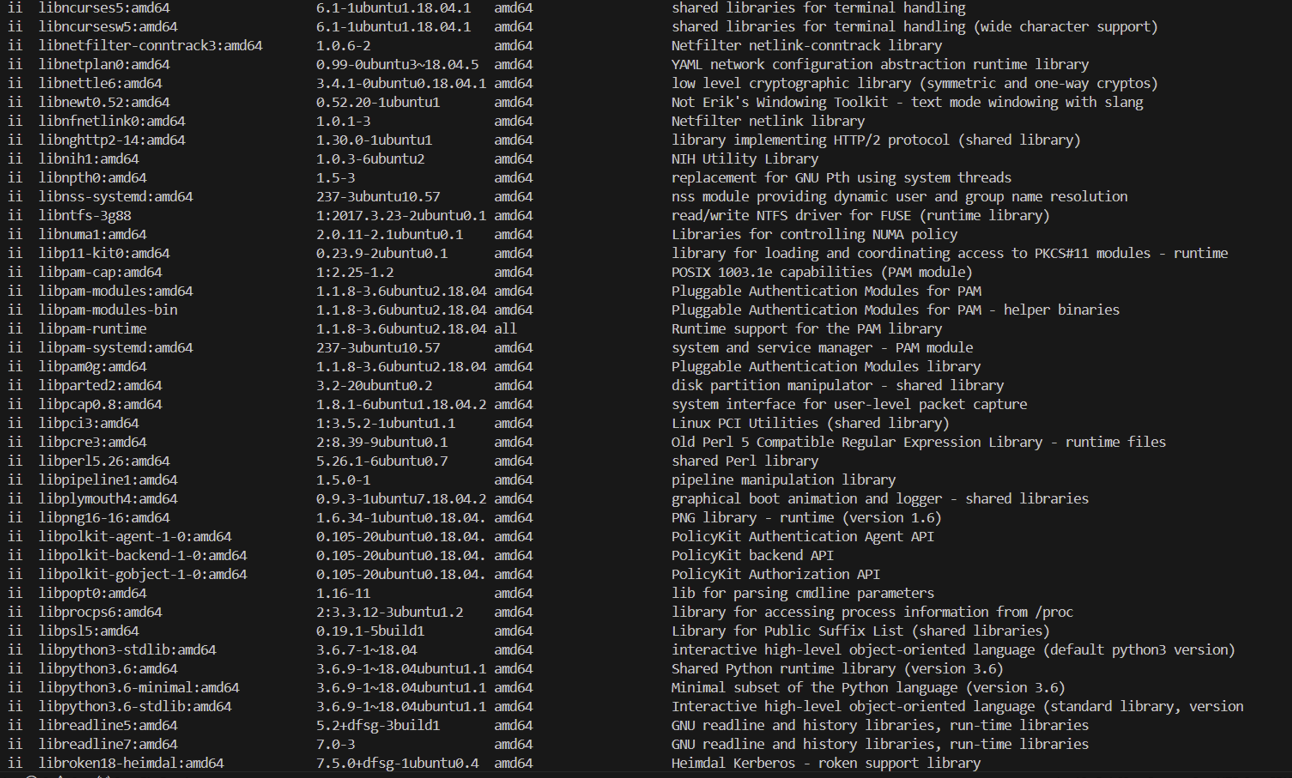 ii  libncurses5:amd64  6.1-1ubuntu1.18.04.1  amd64  shared libraries for terminal handling
ii  libncursesw5:amd64  6.1-1ubuntu1.18.04.1  amd64  shared libraries for terminal handling (wide character support)
ii  libnetfilter-conntrack3:amd64  1.0.6-2  amd64  Netfilter netlink-conntrack library
ii  libnetplan0:amd64  0.99-0ubuntu3~18.04.5  amd64  YAML network configuration abstraction runtime library
ii  libnettle6:amd64  3.4.1-0ubuntu0.18.04.1  amd64  low level cryptographic library (symmetric and one-way cryptos)
ii  libnewt0.52:amd64  0.52.20-1ubuntu1  amd64  Not Erik's Windowing Toolkit - text mode windowing with slang
ii  libnfnetlink0:amd64  1.0.1-3  amd64  Netfilter netlink library
ii  libnghttp2-14:amd64  1.30.0-1ubuntu1  amd64  library implementing HTTP/2 protocol (shared library)
ii  libnih1:amd64  1.0.3-6ubuntu2  amd64  NIH Utility Library
ii  libnpth0:amd64  1.5-3  amd64  replacement for GNU Pth using system threads
ii  libnss-systemd:amd64  237-3ubuntu10.57  amd64  nss module providing dynamic user and group name resolution
ii  libntfs-3g88  1:2017.3.23-2ubuntu0.1  amd64  read/write NTFS driver for FUSE (runtime library)
ii  libnuma1:amd64  2.0.11-2.1ubuntu0.1  amd64  Libraries for controlling NUMA policy
ii  libp11-kit0:amd64  0.23.9-2ubuntu0.1  amd64  library for loading and coordinating access to PKCS#11 modules - runtime
ii  libpam-cap:amd64  1:2.25-1.2  amd64  POSIX 1003.1e capabilities (PAM module)
ii  libpam-modules:amd64  1.1.8-3.6ubuntu2.18.04  amd64  Pluggable Authentication Modules for PAM
ii  libpam-modules-bin  1.1.8-3.6ubuntu2.18.04  amd64  Pluggable Authentication Modules for PAM - helper binaries
ii  libpam-runtime  1.1.8-3.6ubuntu2.18.04  all  Runtime support for the PAM library
ii  libpam-systemd:amd64  237-3ubuntu10.57  amd64  system and service manager - PAM module
ii  libpam0g:amd64  1.1.8-3.6ubuntu2.18.04  amd64  Pluggable Authentication Modules library
ii  libparted2:amd64  3.2-20ubuntu0.2  amd64  disk partition manipulator - shared library
ii  libpcap0.8:amd64  1.8.1-6ubuntu1.18.04.2  amd64  system interface for user-level packet capture
ii  libpci3:amd64  1:3.5.2-1ubuntu1.1  amd64  Linux PCI Utilities (shared library)
ii  libpcre3:amd64  2:8.39-9ubuntu0.1  amd64  Old Perl 5 Compatible Regular Expression Library - runtime files
ii  libperl5.26:amd64  5.26.1-6ubuntu0.7  amd64  shared Perl library
ii  libpipeline1:amd64  1.5.0-1  amd64  pipeline manipulation library
ii  libplymouth4:amd64  0.9.3-1ubuntu7.18.04.2  amd64  graphical boot animation and logger - shared libraries
ii  libpng16-16:amd64  1.6.34-1ubuntu0.18.04.  amd64  PNG library - runtime (version 1.6)
ii  libpolkit-agent-1-0:amd64  0.105-20ubuntu0.18.04.  amd64  PolicyKit Authentication Agent API
ii  libpolkit-backend-1-0:amd64  0.105-20ubuntu0.18.04.  amd64  PolicyKit backend API
ii  libpolkit-gobject-1-0:amd64  0.105-20ubuntu0.18.04.  amd64  PolicyKit Authorization API
ii  libpopt0:amd64  1.16-11  amd64  lib for parsing cmdline parameters
ii  libprocps6:amd64  2:3.3.12-3ubuntu1.2  amd64  library for accessing process information from /proc
ii  libpsl5:amd64  0.19.1-5build1  amd64  Library for Public Suffix List (shared libraries)
ii  libpython3-stdlib:amd64  3.6.7-1~18.04  amd64  interactive high-level object-oriented language (default python3 version)
ii  libpython3.6:amd64  3.6.9-1~18.04ubuntu1.1  amd64  Shared Python runtime library (version 3.6)
ii  libpython3.6-minimal:amd64  3.6.9-1~18.04ubuntu1.1  amd64  Minimal subset of the Python language (version 3.6)
ii  libpython3.6-stdlib:amd64  3.6.9-1~18.04ubuntu1.1  amd64  Interactive high-level object-oriented language (standard library, version
ii  libreadline5:amd64  5.2+dfsg-3build1  amd64  GNU readline and history libraries, run-time libraries
ii  libreadline7:amd64  7.0-3  amd64  GNU readline and history libraries, run-time libraries
ii  libroken18-heimdal:amd64  7.5.0+dfsg-1ubuntu0.4  amd64  Heimdal Kerberos - roken support library